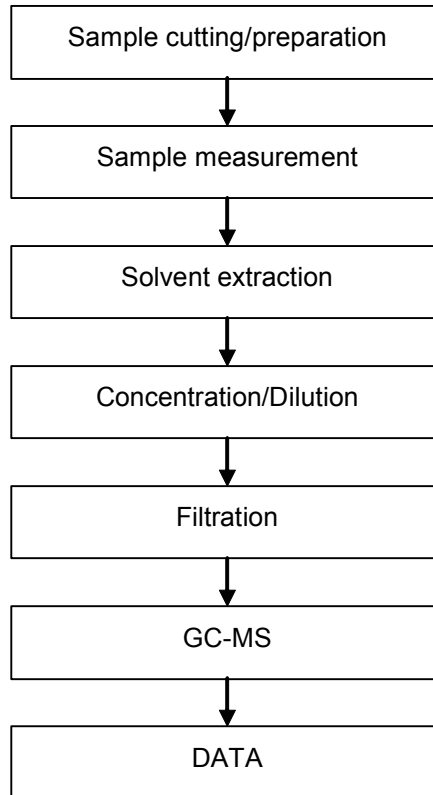 Sample cutting/preparation
Sample measurement
Solvent extraction
Concentration/Dilution
Filtration
GC-MS
DATA